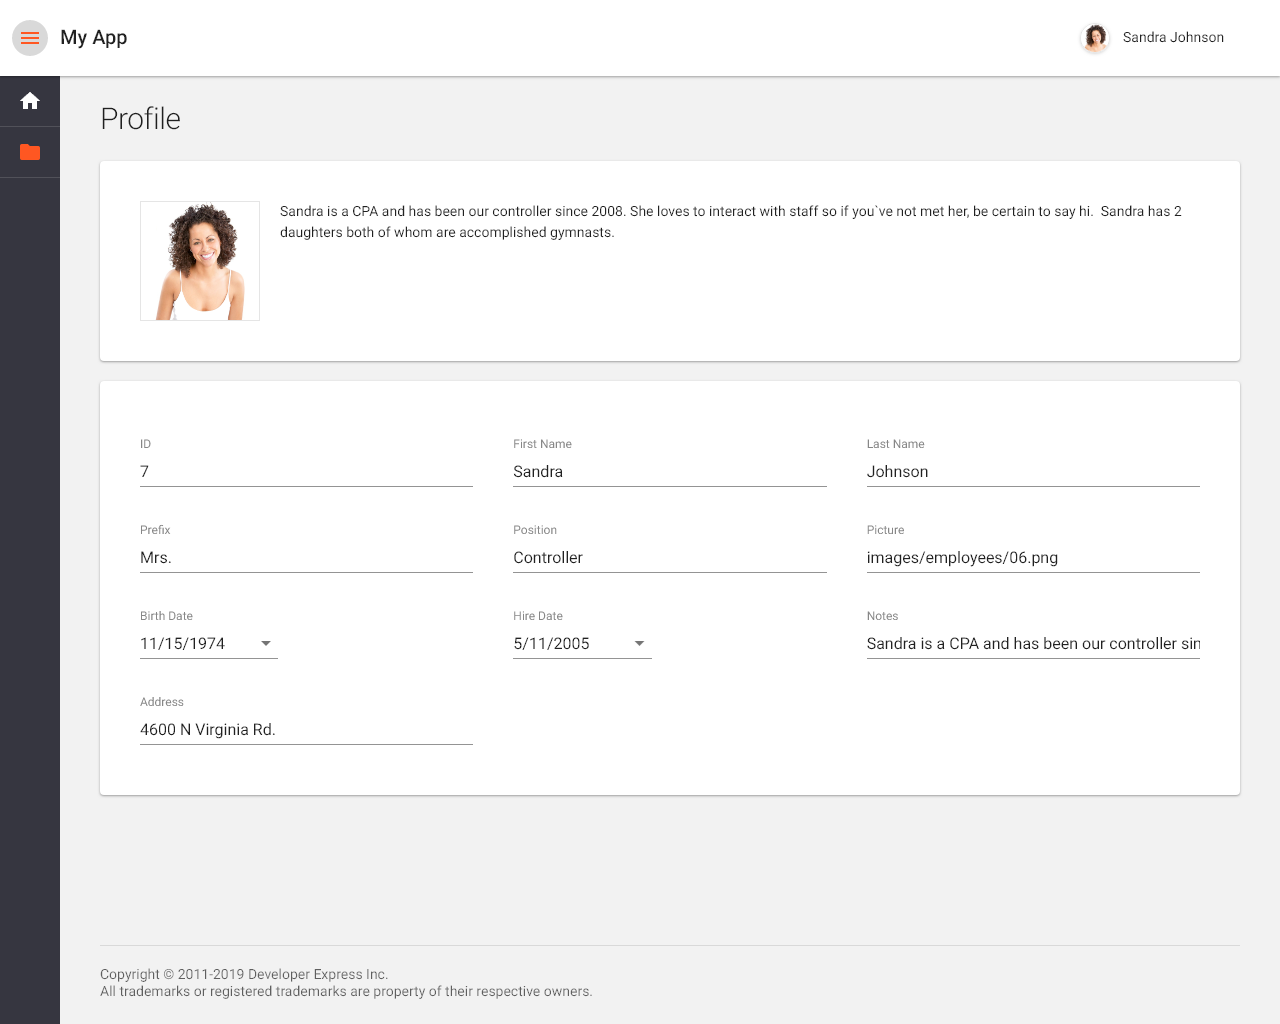 My App
Sandra Johnson
Profile
Sandra is a CPA and has been our controller since 2008. She loves to interact with staff so if you`ve not met her, be certain to say hi.  Sandra has 2
daughters both of whom are accomplished gymnasts.
ID
First Name
Last Name
7
Sandra
Johnson
Prefix
Position
Picture
Mrs.
Controller
images/employees/06.png
Birth Date
Hire Date
Notes
11/15/1974
5/11/2005
Sandra is a CPA and has been our controller sin
Address
4600 N Virginia Rd.
Copyright © 2011-2019 Developer Express Inc.
All trademarks or registered trademarks are property of their respective owners.